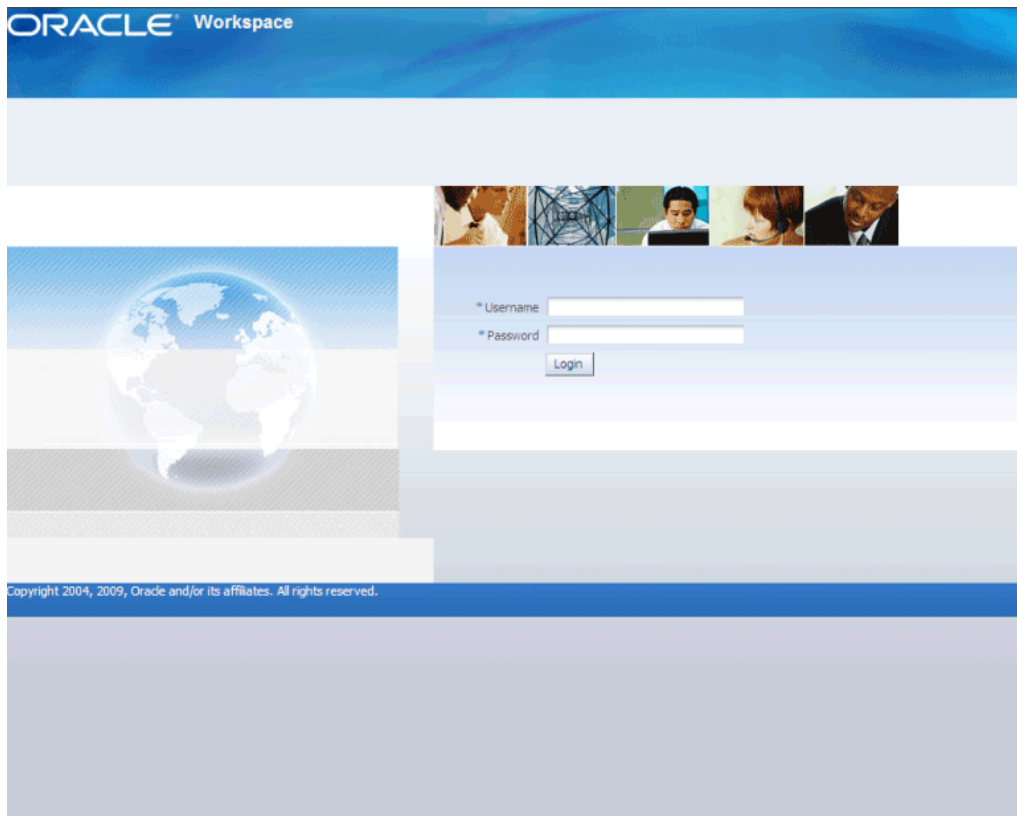 ORACLE® Workspace
* Username
* Password
Login
Copyright 2004, 2009, Oracle and/or its affiliates. All rights reserved.